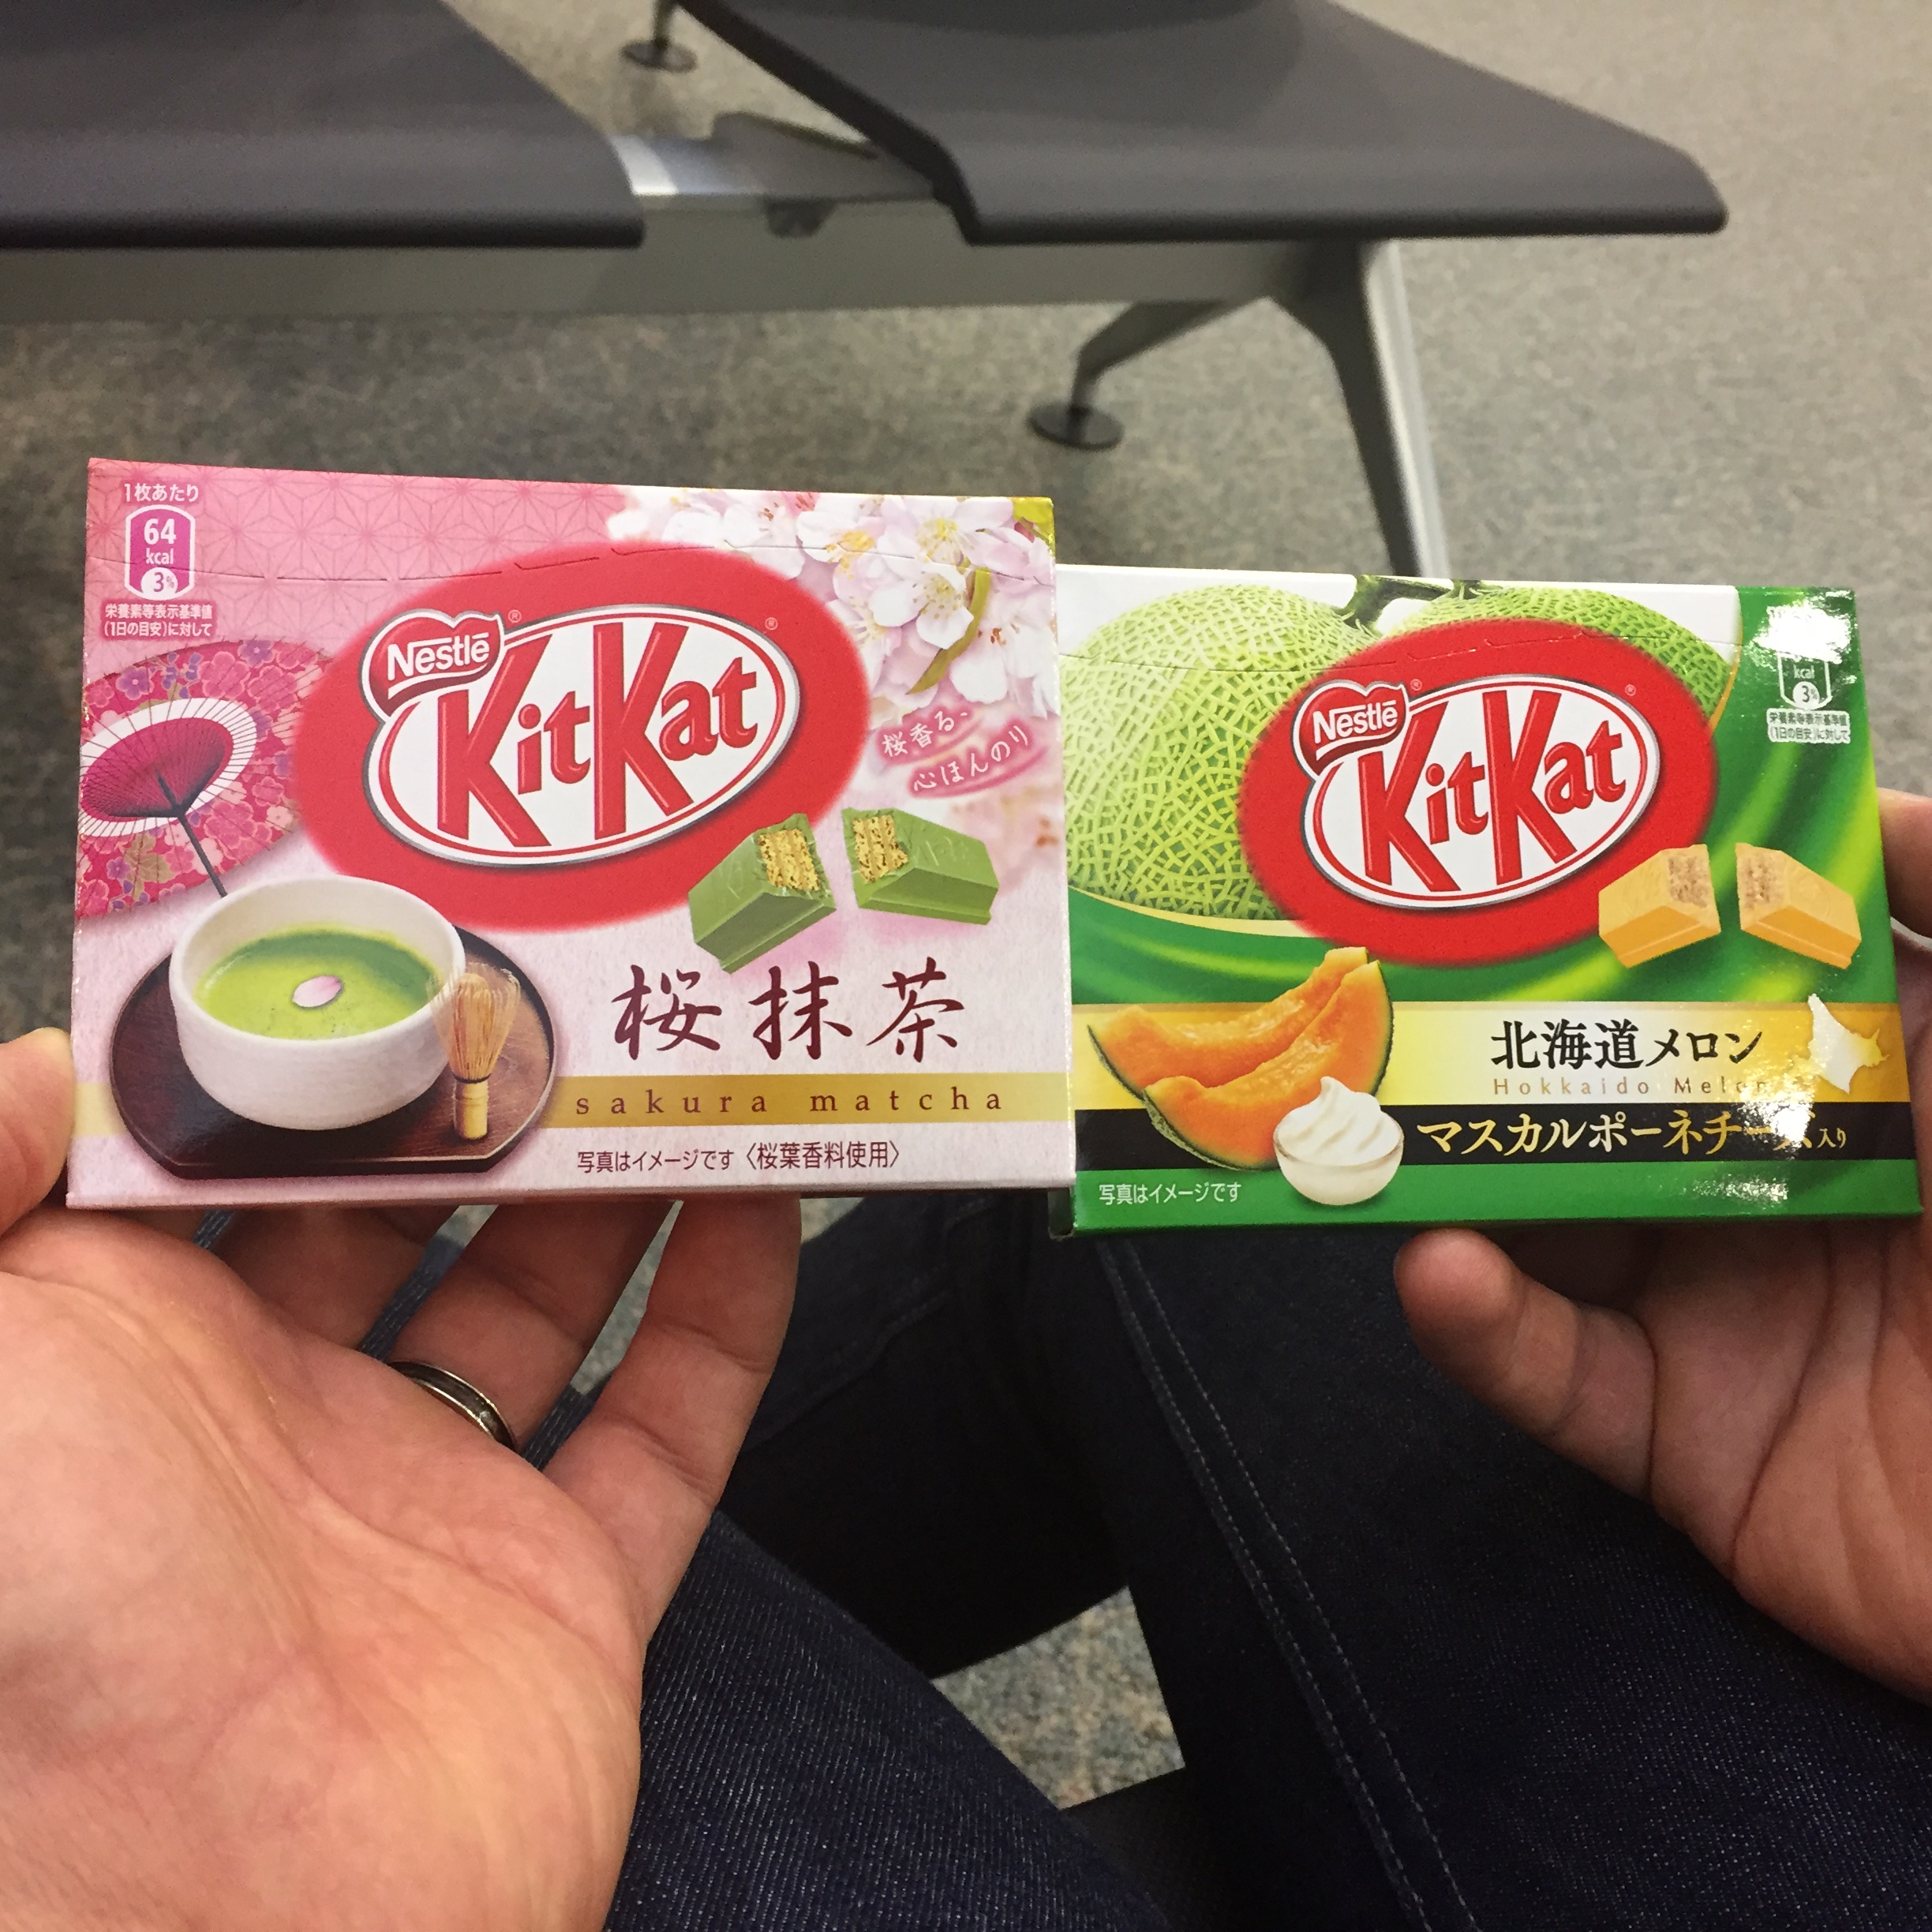 1枚あたり
64
kcal
3%
栄養素等表示基準値
(1日の目安)に対して
Nestlé
KitKat
桜香る、
心ほんのり
桜抹茶
sakura matcha
写真はイメージです〈桜葉香料使用〉
kcal
3%
栄養素等表示基準値
(1日の目安)に対して
Nestlé
KitKat
北海道メロン
Hokkaido Melon
マスカルポーネチーズ入り
写真はイメージです